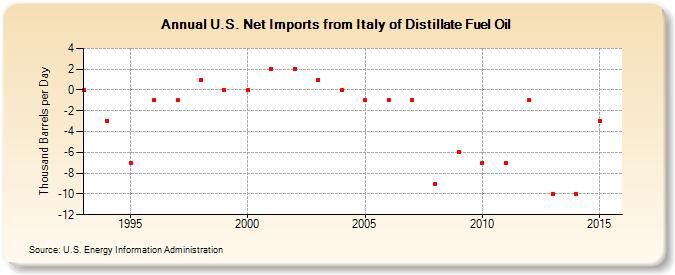 Annual U.S. Net Imports from Italy of Distillate Fuel Oil
Thousand Barrels per Day
4
2
0
-2
-4
-6
-8
-10
-12
1995 2000 2005 2010 2015
Source: U.S. Energy Information Administration